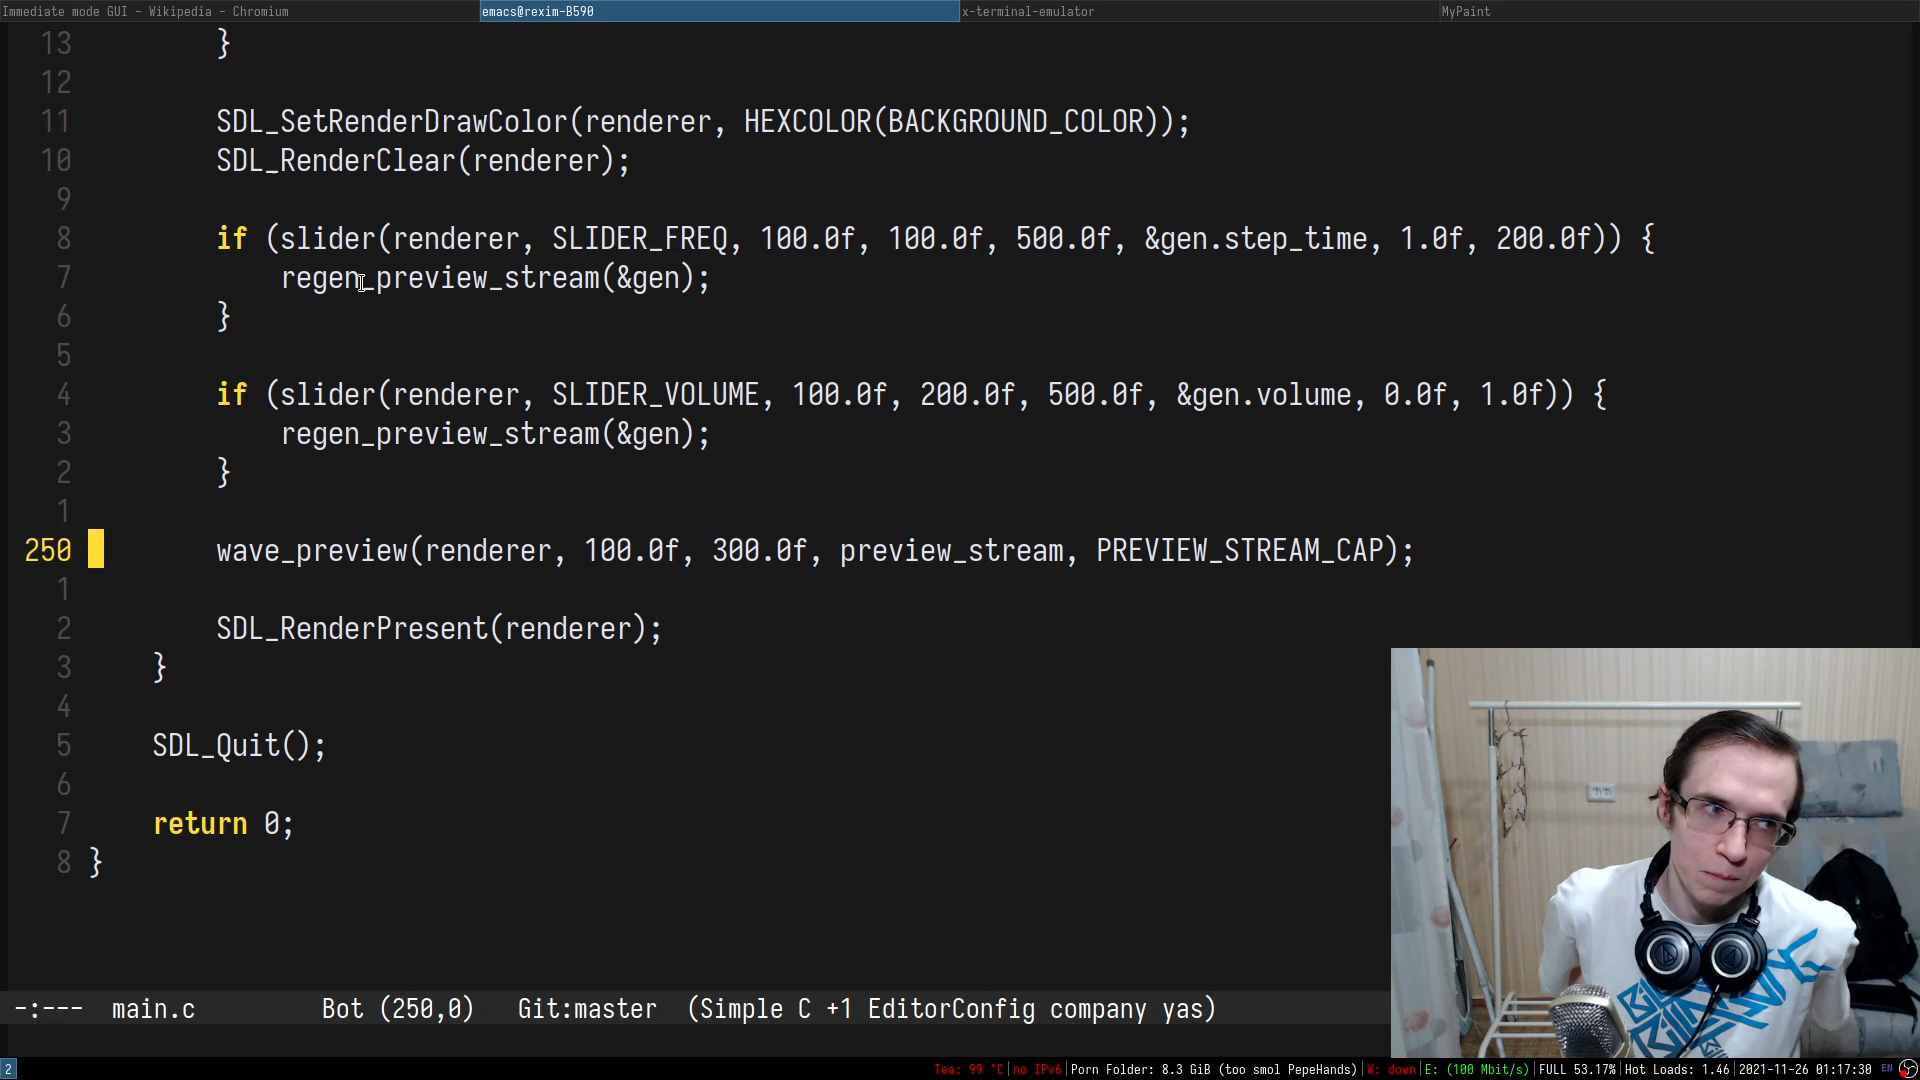 Immediate mode GUI - Wikipedia - Chromium emacs@rexim-B590 x-terminal-emulator MyPaint
13 }
12
11 SDL_SetRenderDrawColor(renderer, HEXCOLOR(BACKGROUND_COLOR));
10 SDL_RenderClear(renderer);
9
8 if (slider(renderer, SLIDER_FREQ, 100.0f, 100.0f, 500.0f, &gen.step_time, 1.0f, 200.0f)) {
7 regen_preview_stream(&gen);
6 }
5
4 if (slider(renderer, SLIDER_VOLUME, 100.0f, 200.0f, 500.0f, &gen.volume, 0.0f, 1.0f)) {
3 regen_preview_stream(&gen);
2 }
1
250 wave_preview(renderer, 100.0f, 300.0f, preview_stream, PREVIEW_STREAM_CAP);
1
2 SDL_RenderPresent(renderer);
3 }
4
5 SDL_Quit();
6
7 return 0;
8 }
-:--- main.c Bot (250,0) Git:master (Simple C +1 EditorConfig company yas)
2 Tea: 99 °C|no IPv6|Porn Folder: 8.3 GiB (too smol PepeHands)|W: down|E: (100 Mbit/s)|FULL 53.17%|Hot Loads: 1.46|2021-11-26 01:17:30 EN